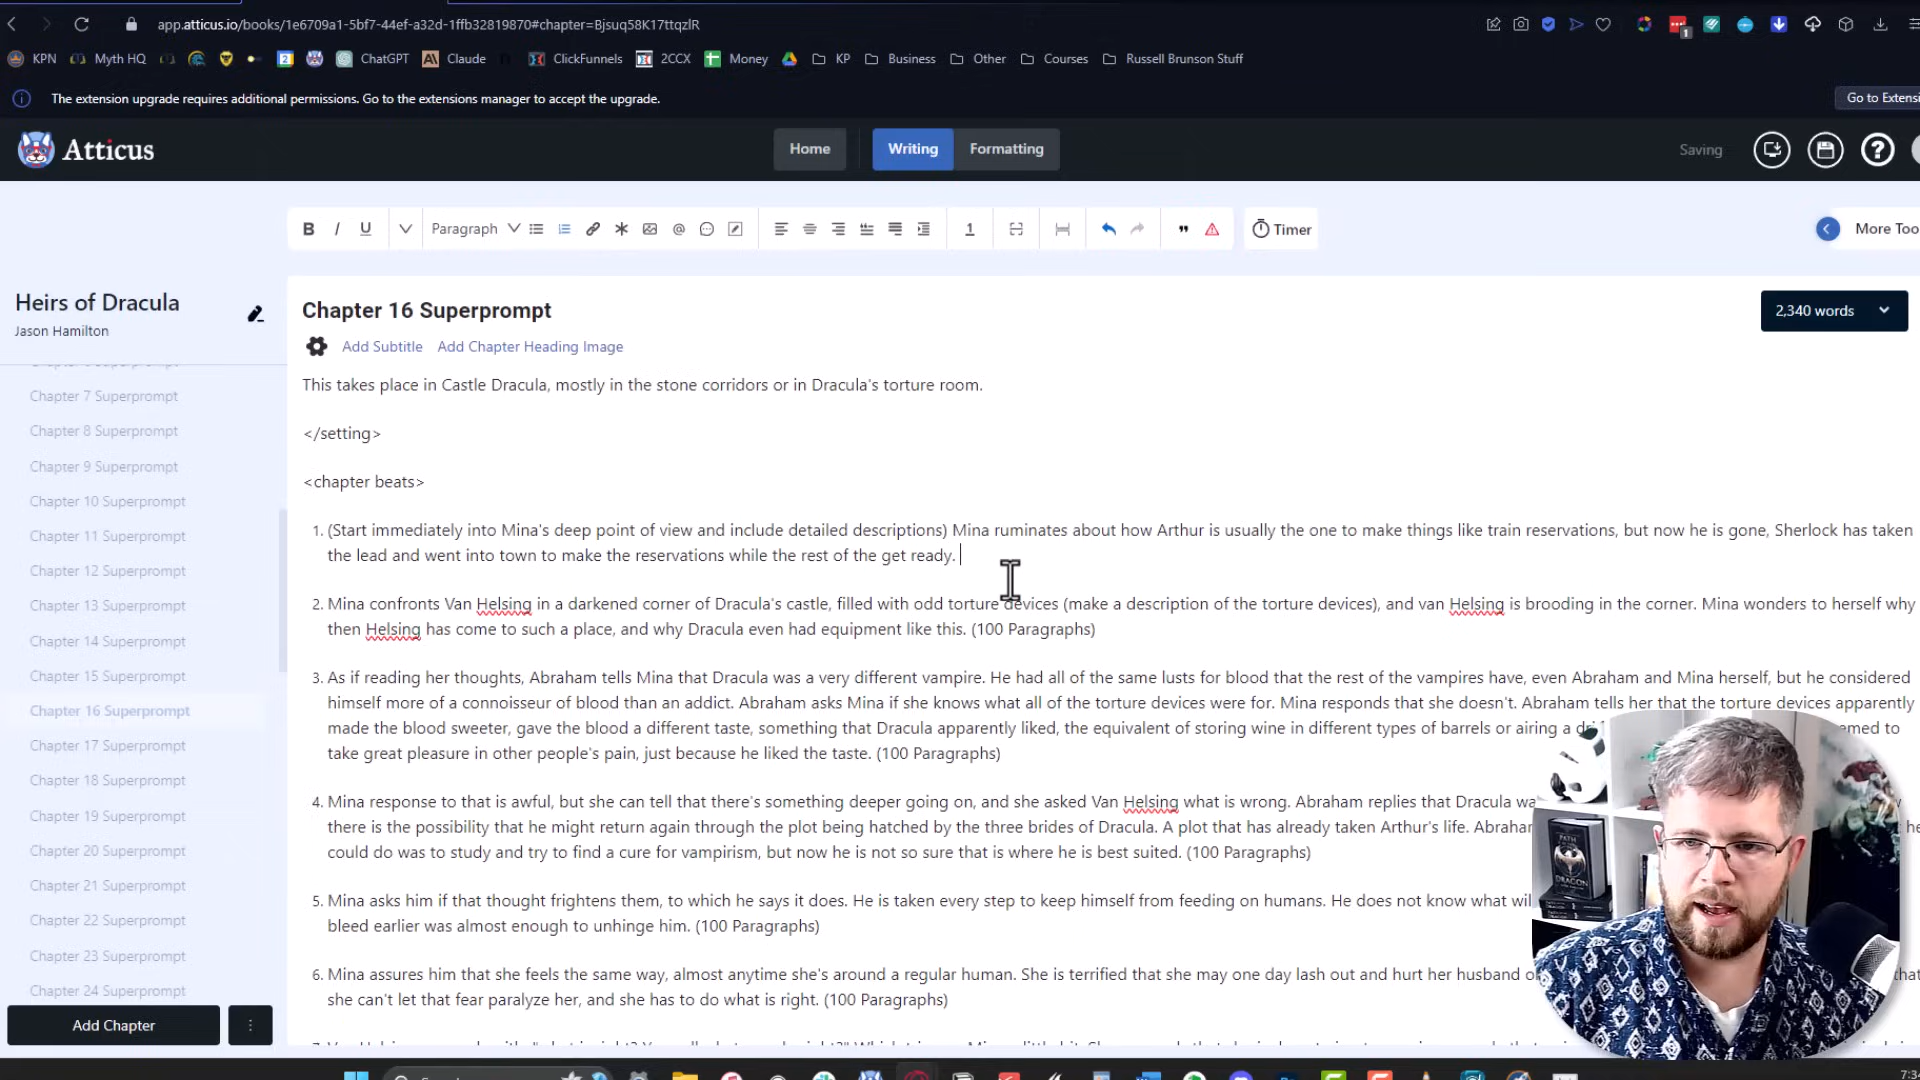 app.atticus.io/books/1e6709a1-5bf7-44ef-a32d-1ffb32819870#chapter=Bjsuq58K17ttqzlR
KPN Myth HQ ChatGPT Claude ClickFunnels 2CCX Money KP Business Other Courses Russell Brunson Stuff
The extension upgrade requires additional permissions. Go to the extensions manager to accept the upgrade. Go to Extensi
Atticus Home Writing Formatting Saving
B I U Paragraph 1 Timer More Too
Heirs of Dracula
Jason Hamilton
Chapter 7 Superprompt
Chapter 8 Superprompt
Chapter 9 Superprompt
Chapter 10 Superprompt
Chapter 11 Superprompt
Chapter 12 Superprompt
Chapter 13 Superprompt
Chapter 14 Superprompt
Chapter 15 Superprompt
Chapter 16 Superprompt
Chapter 17 Superprompt
Chapter 18 Superprompt
Chapter 19 Superprompt
Chapter 20 Superprompt
Chapter 21 Superprompt
Chapter 22 Superprompt
Chapter 23 Superprompt
Chapter 24 Superprompt
Add Chapter
Chapter 16 Superprompt
2,340 words
Add Subtitle Add Chapter Heading Image
This takes place in Castle Dracula, mostly in the stone corridors or in Dracula's torture room.
</setting>
<chapter beats>
1. (Start immediately into Mina's deep point of view and include detailed descriptions) Mina ruminates about how Arthur is usually the one to make things like train reservations, but now he is gone, Sherlock has taken
the lead and went into town to make the reservations while the rest of the get ready.
2. Mina confronts Van Helsing in a darkened corner of Dracula's castle, filled with odd torture devices (make a description of the torture devices), and van Helsing is brooding in the corner. Mina wonders to herself why
then Helsing has come to such a place, and why Dracula even had equipment like this. (100 Paragraphs)
3. As if reading her thoughts, Abraham tells Mina that Dracula was a very different vampire. He had all of the same lusts for blood that the rest of the vampires have, even Abraham and Mina herself, but he considered
himself more of a connoisseur of blood than an addict. Abraham asks Mina if she knows what all of the torture devices were for. Mina responds that she doesn't. Abraham tells her that the torture devices apparently
made the blood sweeter, gave the blood a different taste, something that Dracula apparently liked, the equivalent of storing wine in different types of barrels or airing a
take great pleasure in other people's pain, just because he liked the taste. (100 Paragraphs)
4. Mina response to that is awful, but she can tell that there's something deeper going on, and she asked Van Helsing what is wrong. Abraham replies that Dracula
there is the possibility that he might return again through the plot being hatched by the three brides of Dracula. A plot that has already taken Arthur's life.
could do was to study and try to find a cure for vampirism, but now he is not so sure that is where he is best suited. (100 Paragraphs)
5. Mina asks him if that thought frightens them, to which he says it does. He is taken every step to keep himself from feeding on humans. He does not know what
bleed earlier was almost enough to unhinge him. (100 Paragraphs)
6. Mina assures him that she feels the same way, almost anytime she's around a regular human. She is terrified that she may one day lash out and hurt her husband
she can't let that fear paralyze her, and she has to do what is right. (100 Paragraphs)